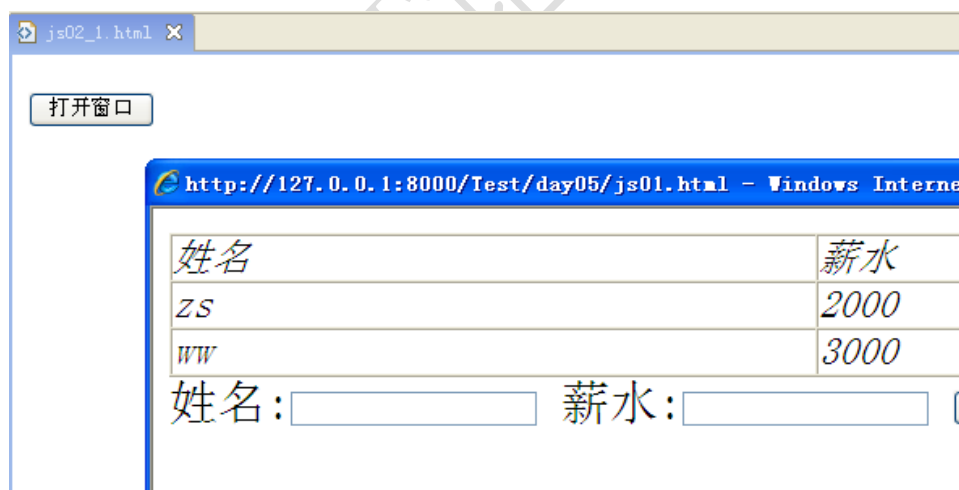 js02_1.html
打开窗口
http://127.0.0.1:8000/Test/day05/js01.html - Windows Interne
姓名 薪水
zs 2000
ww 3000
姓名: 薪水: